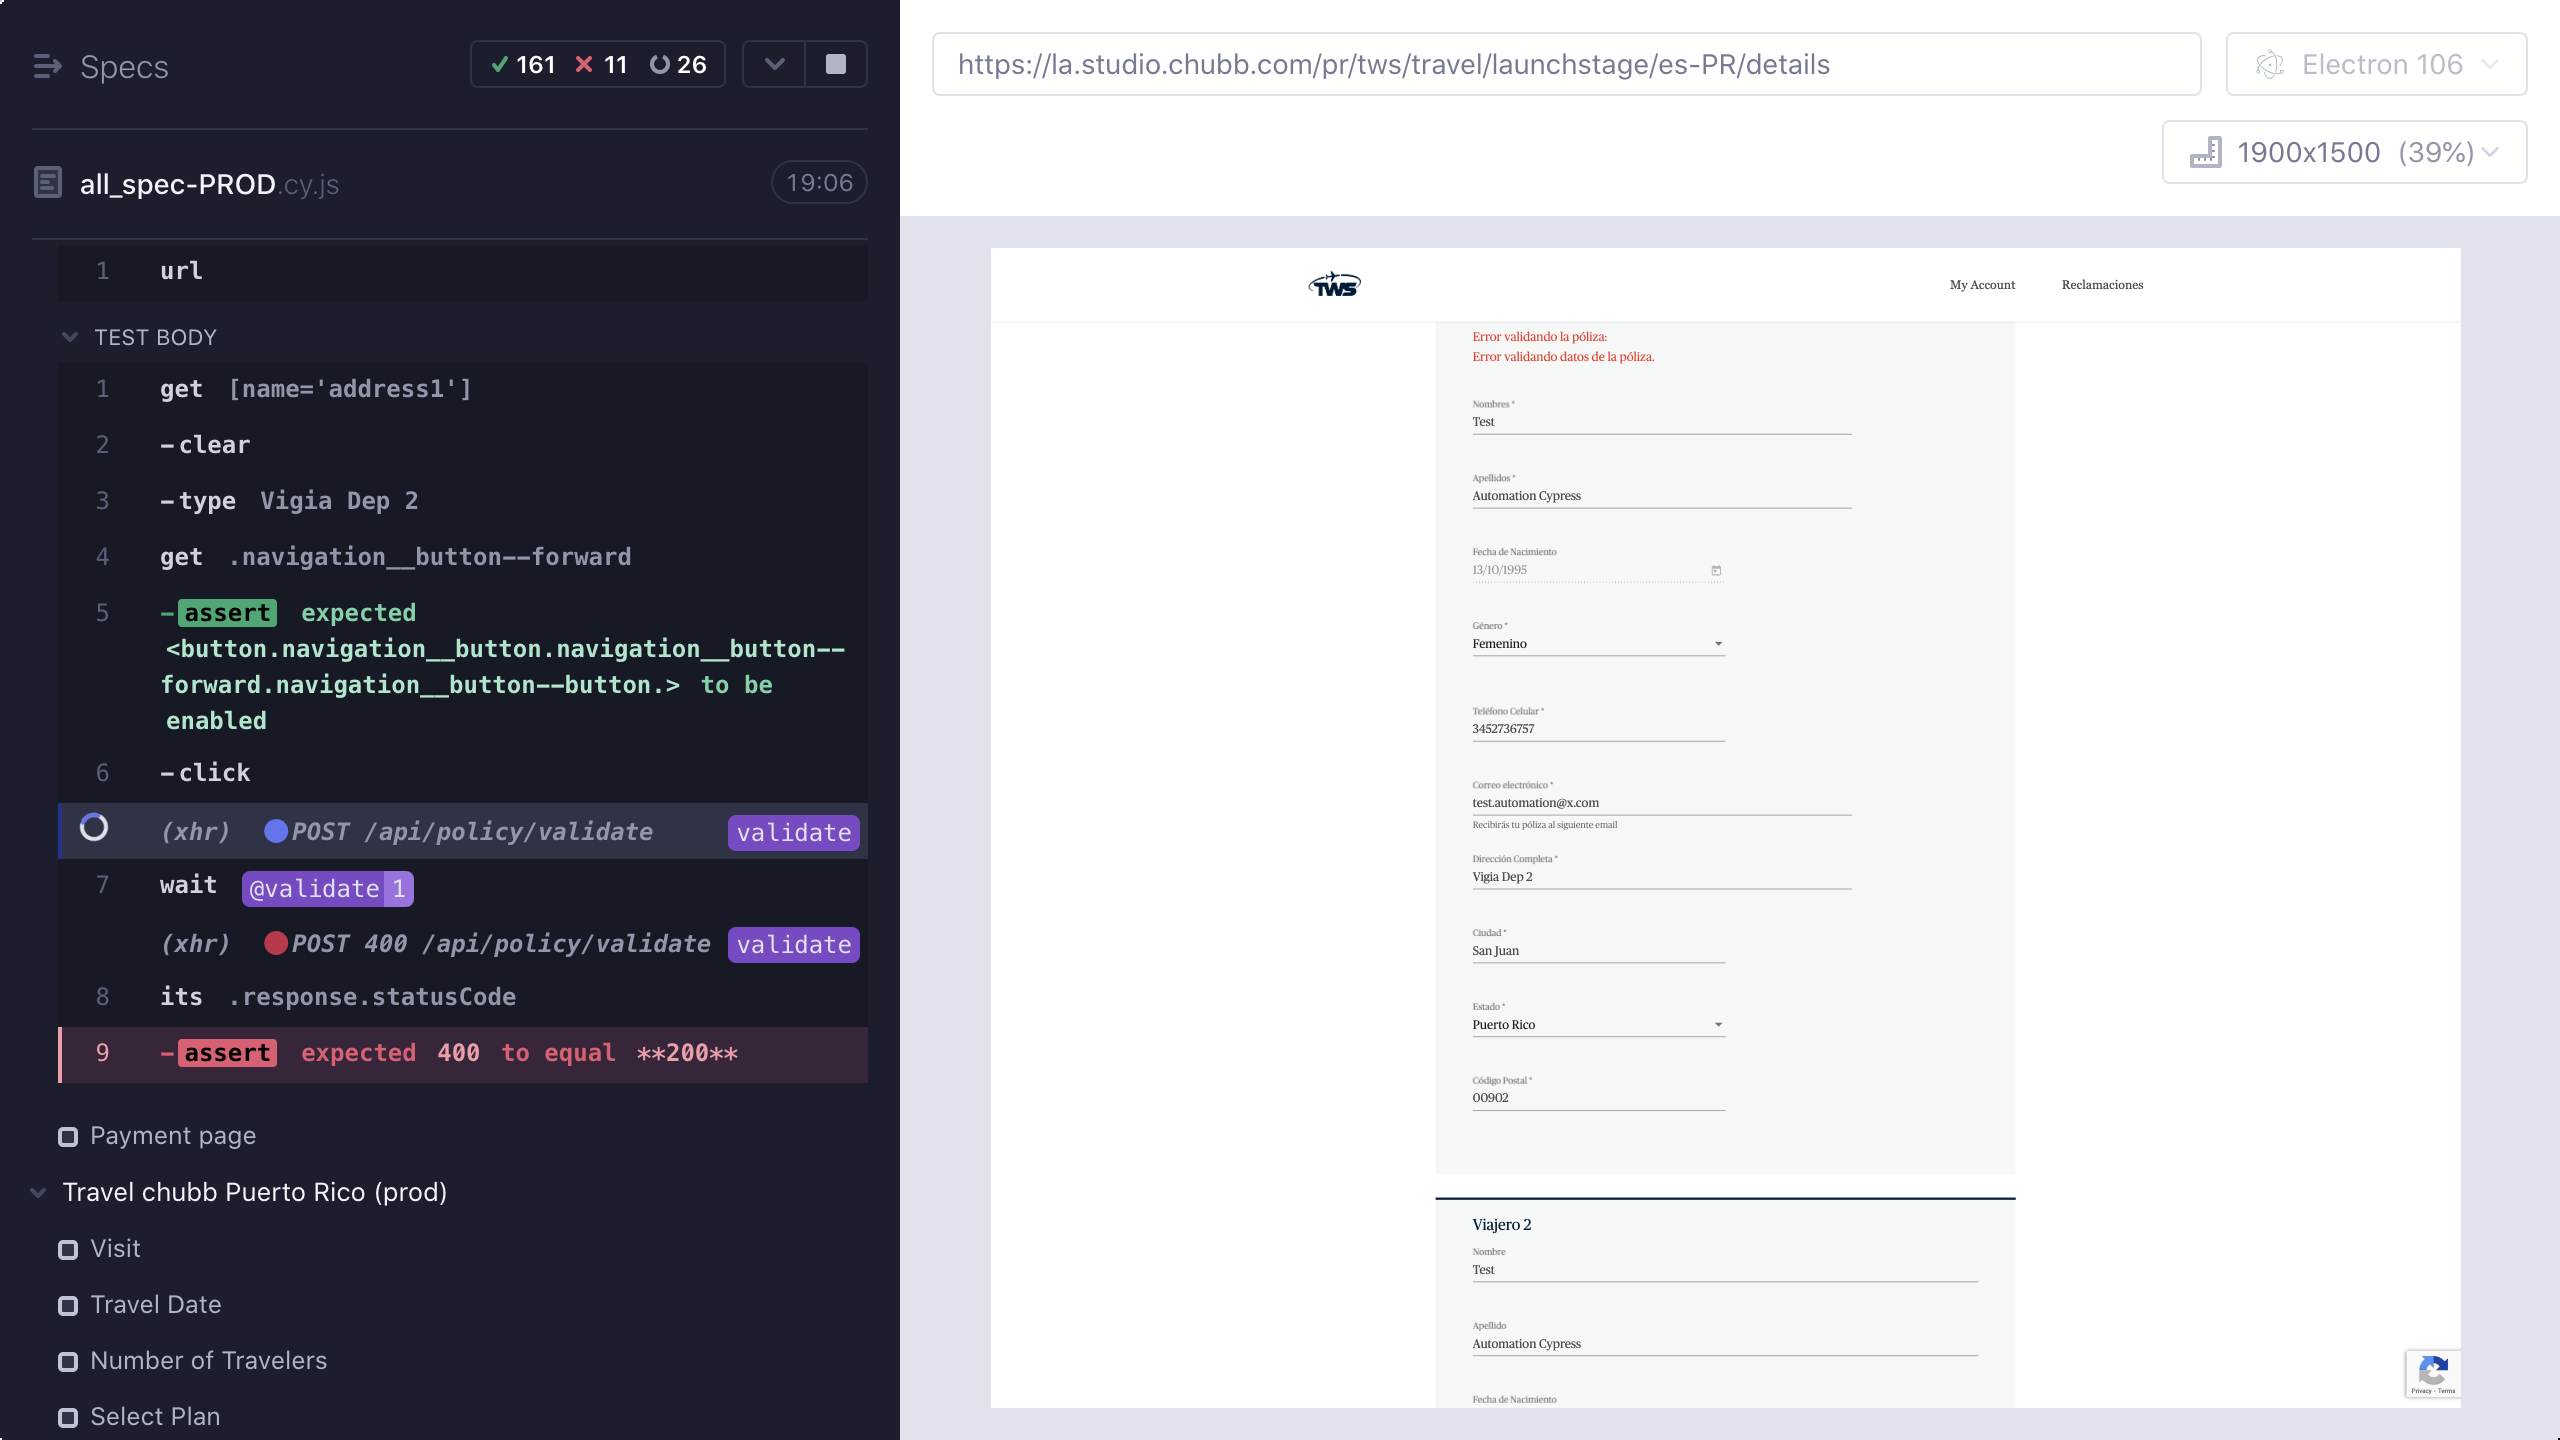 Specs
161 11 26
all_spec-PROD.cy.js
19:06
1 url
TEST BODY
1 get [name='address1']
2 -clear
3 -type Vigia Dep 2
4 get .navigation__button--forward
5 -assert expected
<button.navigation__button.navigation__button--
forward.navigation__button--button.> to be
enabled
6 -click
(xhr) POST /api/policy/validate validate
7 wait @validate 1
(xhr) POST 400 /api/policy/validate validate
8 its .response.statusCode
9 -assert expected 400 to equal **200**
Payment page
Travel chubb Puerto Rico (prod)
Visit
Travel Date
Number of Travelers
Select Plan
https://la.studio.chubb.com/pr/tws/travel/launchstage/es-PR/details
Electron 106
1900x1500 (39%)
TWS
My Account Reclamaciones
Error validando la póliza:
Error validando datos de la póliza.
Nombres *
Test
Apellidos *
Automation Cypress
Fecha de Nacimiento
13/10/1995
Género *
Femenino
Teléfono Celular *
3452736757
Correo electrónico *
test.automation@x.com
Recibirás tu póliza al siguiente email
Dirección Completa *
Vigia Dep 2
Ciudad *
San Juan
Estado *
Puerto Rico
Código Postal *
00902
Viajero 2
Nombre
Test
Apellido
Automation Cypress
Fecha de Nacimiento
Privacy - Terms